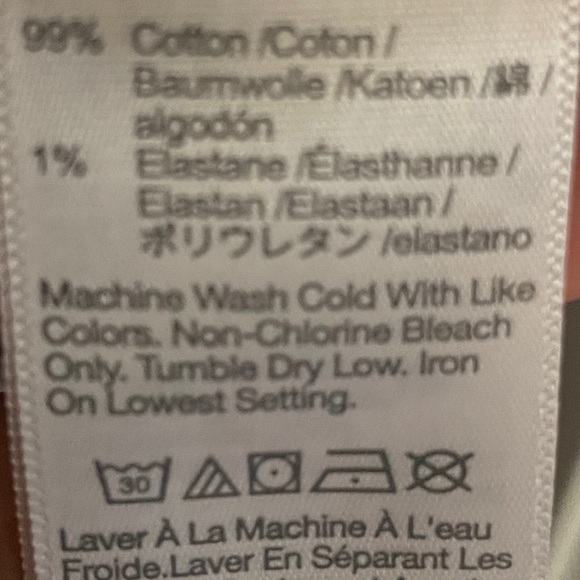 99% Cotton /Coton /
Baumwolle /Katoen /綿 /
algodón
1% Elastane /Élasthanne /
Elastan /Elastaan /
ポリウレタン /elastano
Machine Wash Cold With Like
Colors. Non-Chlorine Bleach
Only. Tumble Dry Low. Iron
On Lowest Setting.
30
Laver À La Machine À L'eau
Froide.Laver En Séparant Les